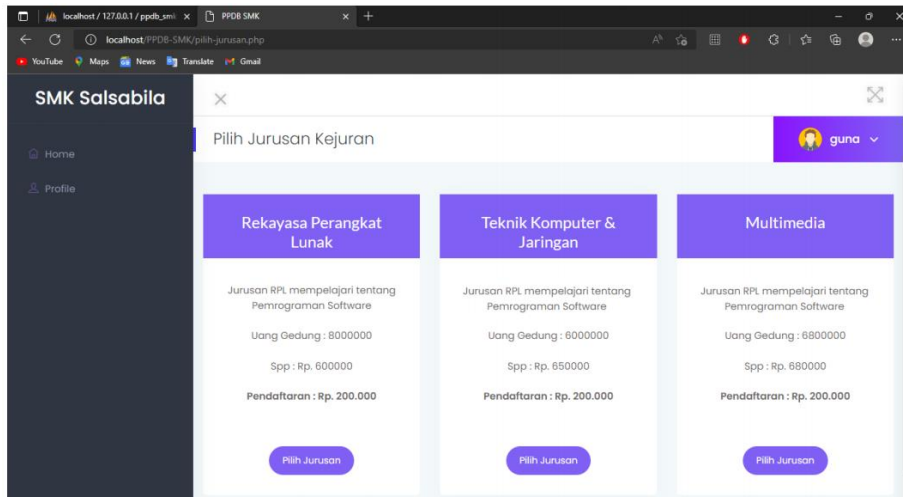 localhost / 127.0.0.1 / ppdb_smk
PPDB SMK
localhost/PPDB-SMK/pilih-jurusan.php
YouTube Maps News Translate Gmail
SMK Salsabila
Home
Profile
Pilih Jurusan Kejuran
guna
Rekayasa Perangkat
Lunak
Jurusan RPL mempelajari tentang
Pemrograman Software
Uang Gedung : 8000000
Spp : Rp. 600000
Pendaftaran : Rp. 200.000
Pilih Jurusan
Teknik Komputer &
Jaringan
Jurusan RPL mempelajari tentang
Pemrograman Software
Uang Gedung : 6000000
Spp : Rp. 650000
Pendaftaran : Rp. 200.000
Pilih Jurusan
Multimedia
Jurusan RPL mempelajari tentang
Pemrograman Software
Uang Gedung : 6800000
Spp : Rp. 680000
Pendaftaran : Rp. 200.000
Pilih Jurusan